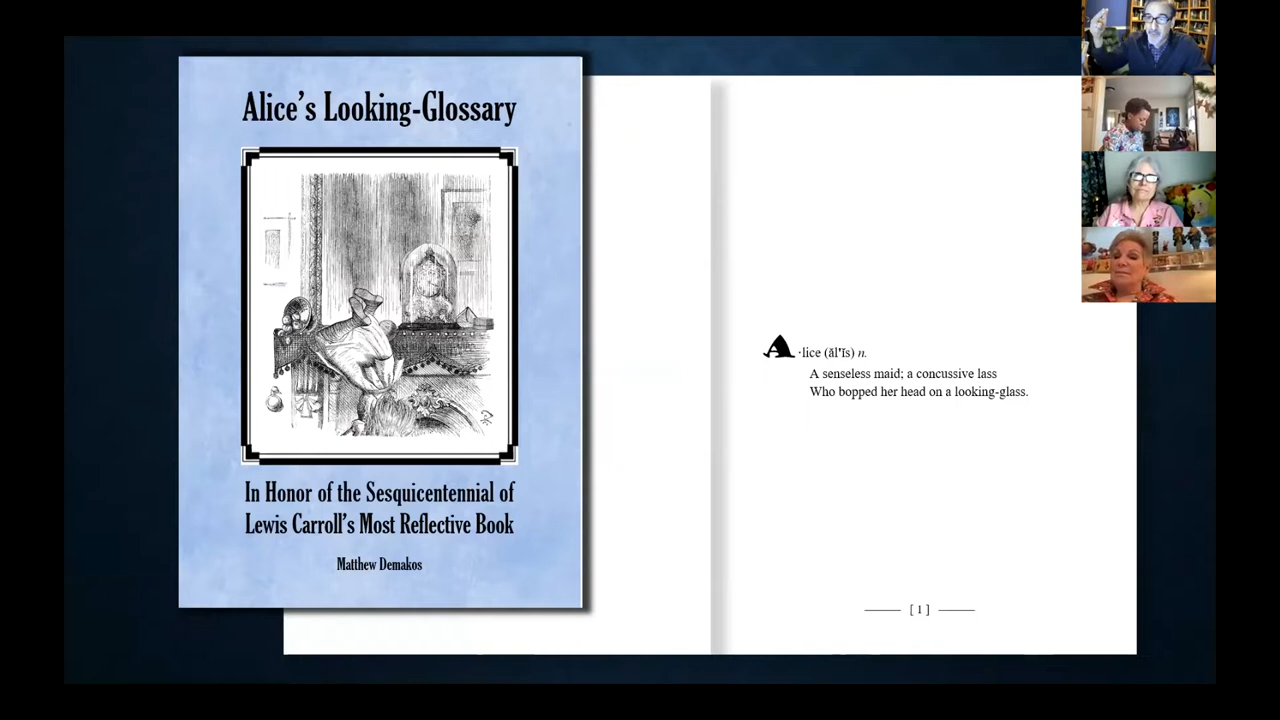 Alice's Looking-Glossary
In Honor of the Sesquicentennial of
Lewis Carroll's Most Reflective Book
Matthew Demakos
A·lice (ăl'ĭs) n.
A senseless maid; a concussive lass
Who bopped her head on a looking-glass.
[ 1 ]